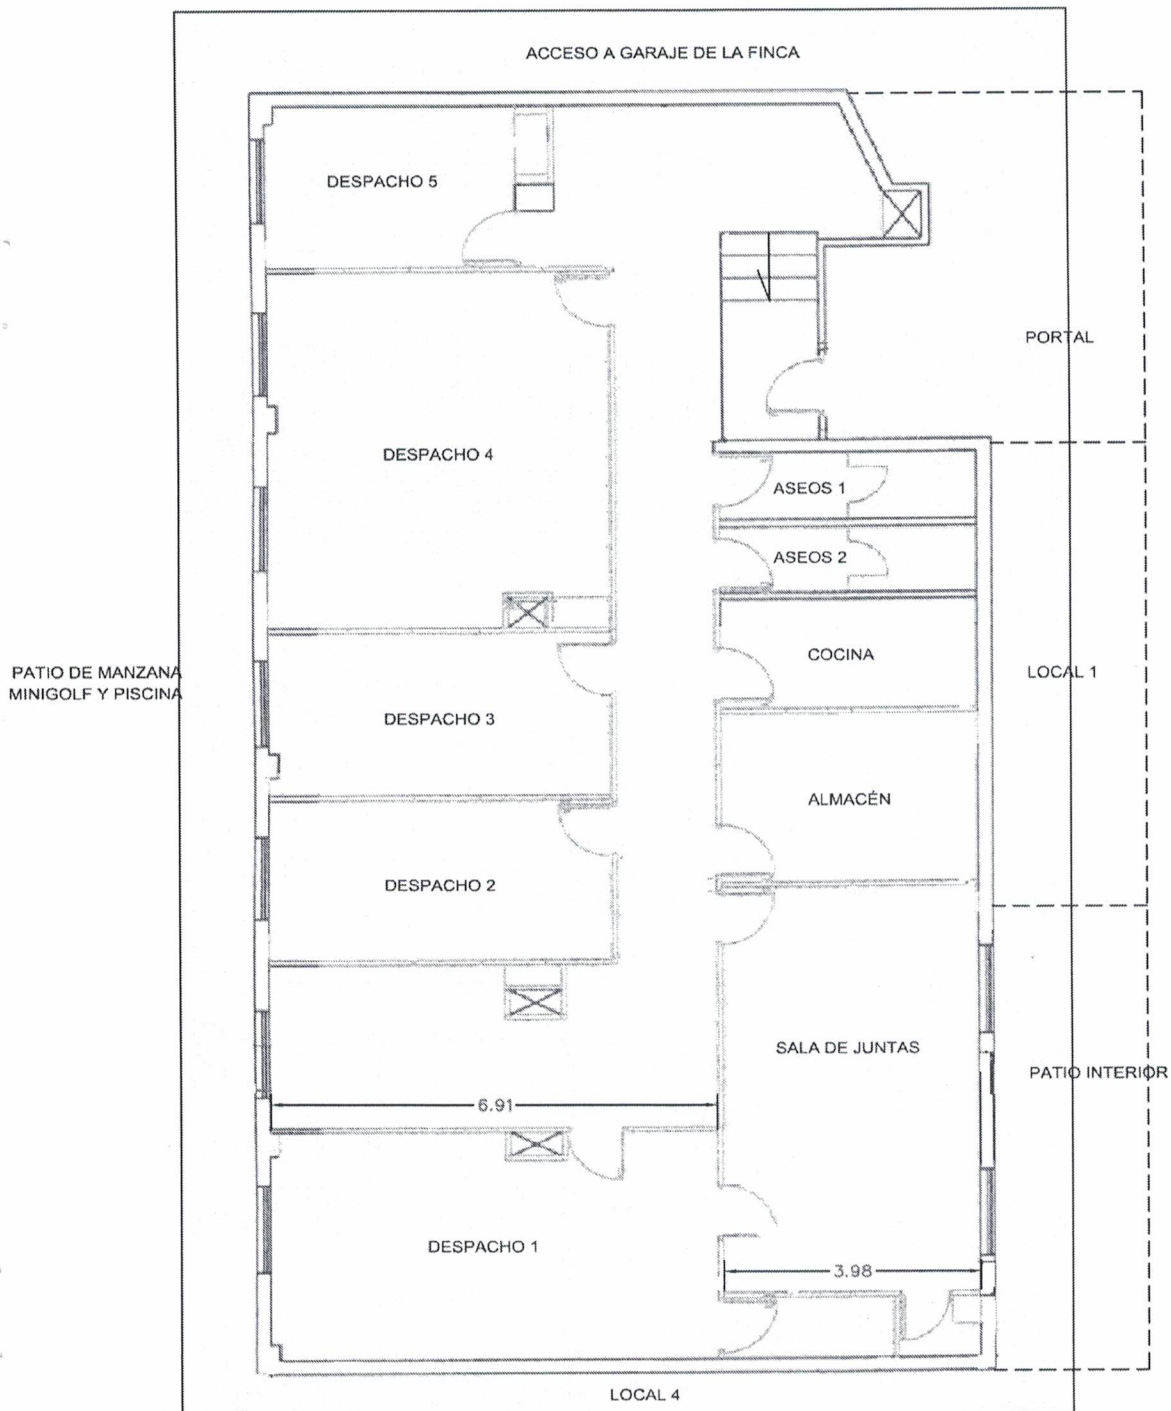 ACCESO A GARAJE DE LA FINCA
DESPACHO 5
PORTAL
DESPACHO 4
ASEOS 1
ASEOS 2
COCINA
PATIO DE MANZANA
MINIGOLF Y PISCINA
LOCAL 1
DESPACHO 3
ALMACÉN
DESPACHO 2
SALA DE JUNTAS
PATIO INTERIOR
6.91
DESPACHO 1
3.98
LOCAL 4